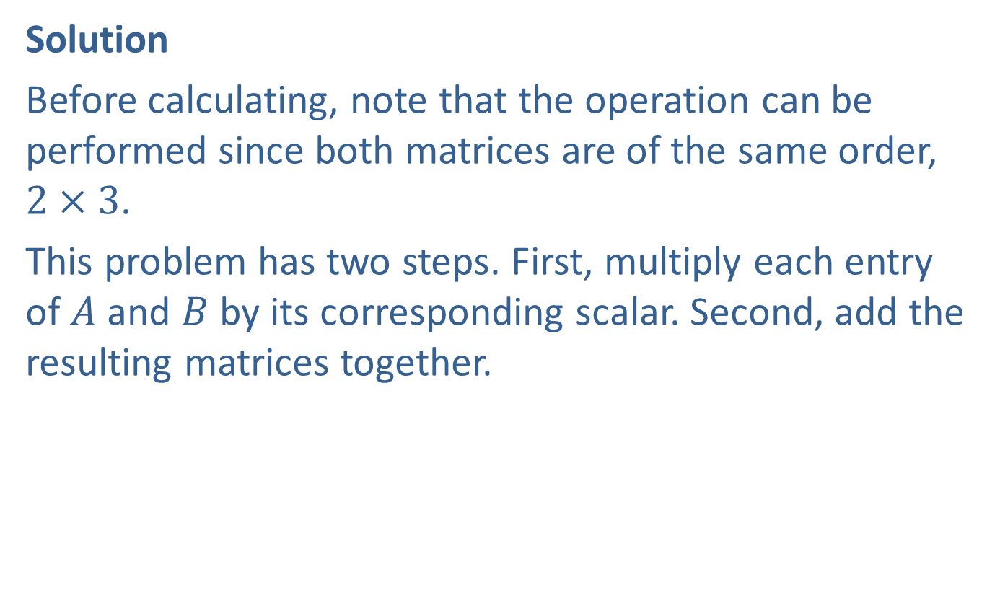 Solution
Before calculating, note that the operation can be
performed since both matrices are of the same order,
2 × 3.
This problem has two steps. First, multiply each entry
of A and B by its corresponding scalar. Second, add the
resulting matrices together.